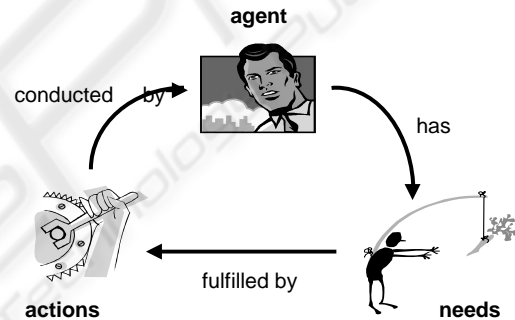 agent
conducted by
has
fulfilled by
actions
needs